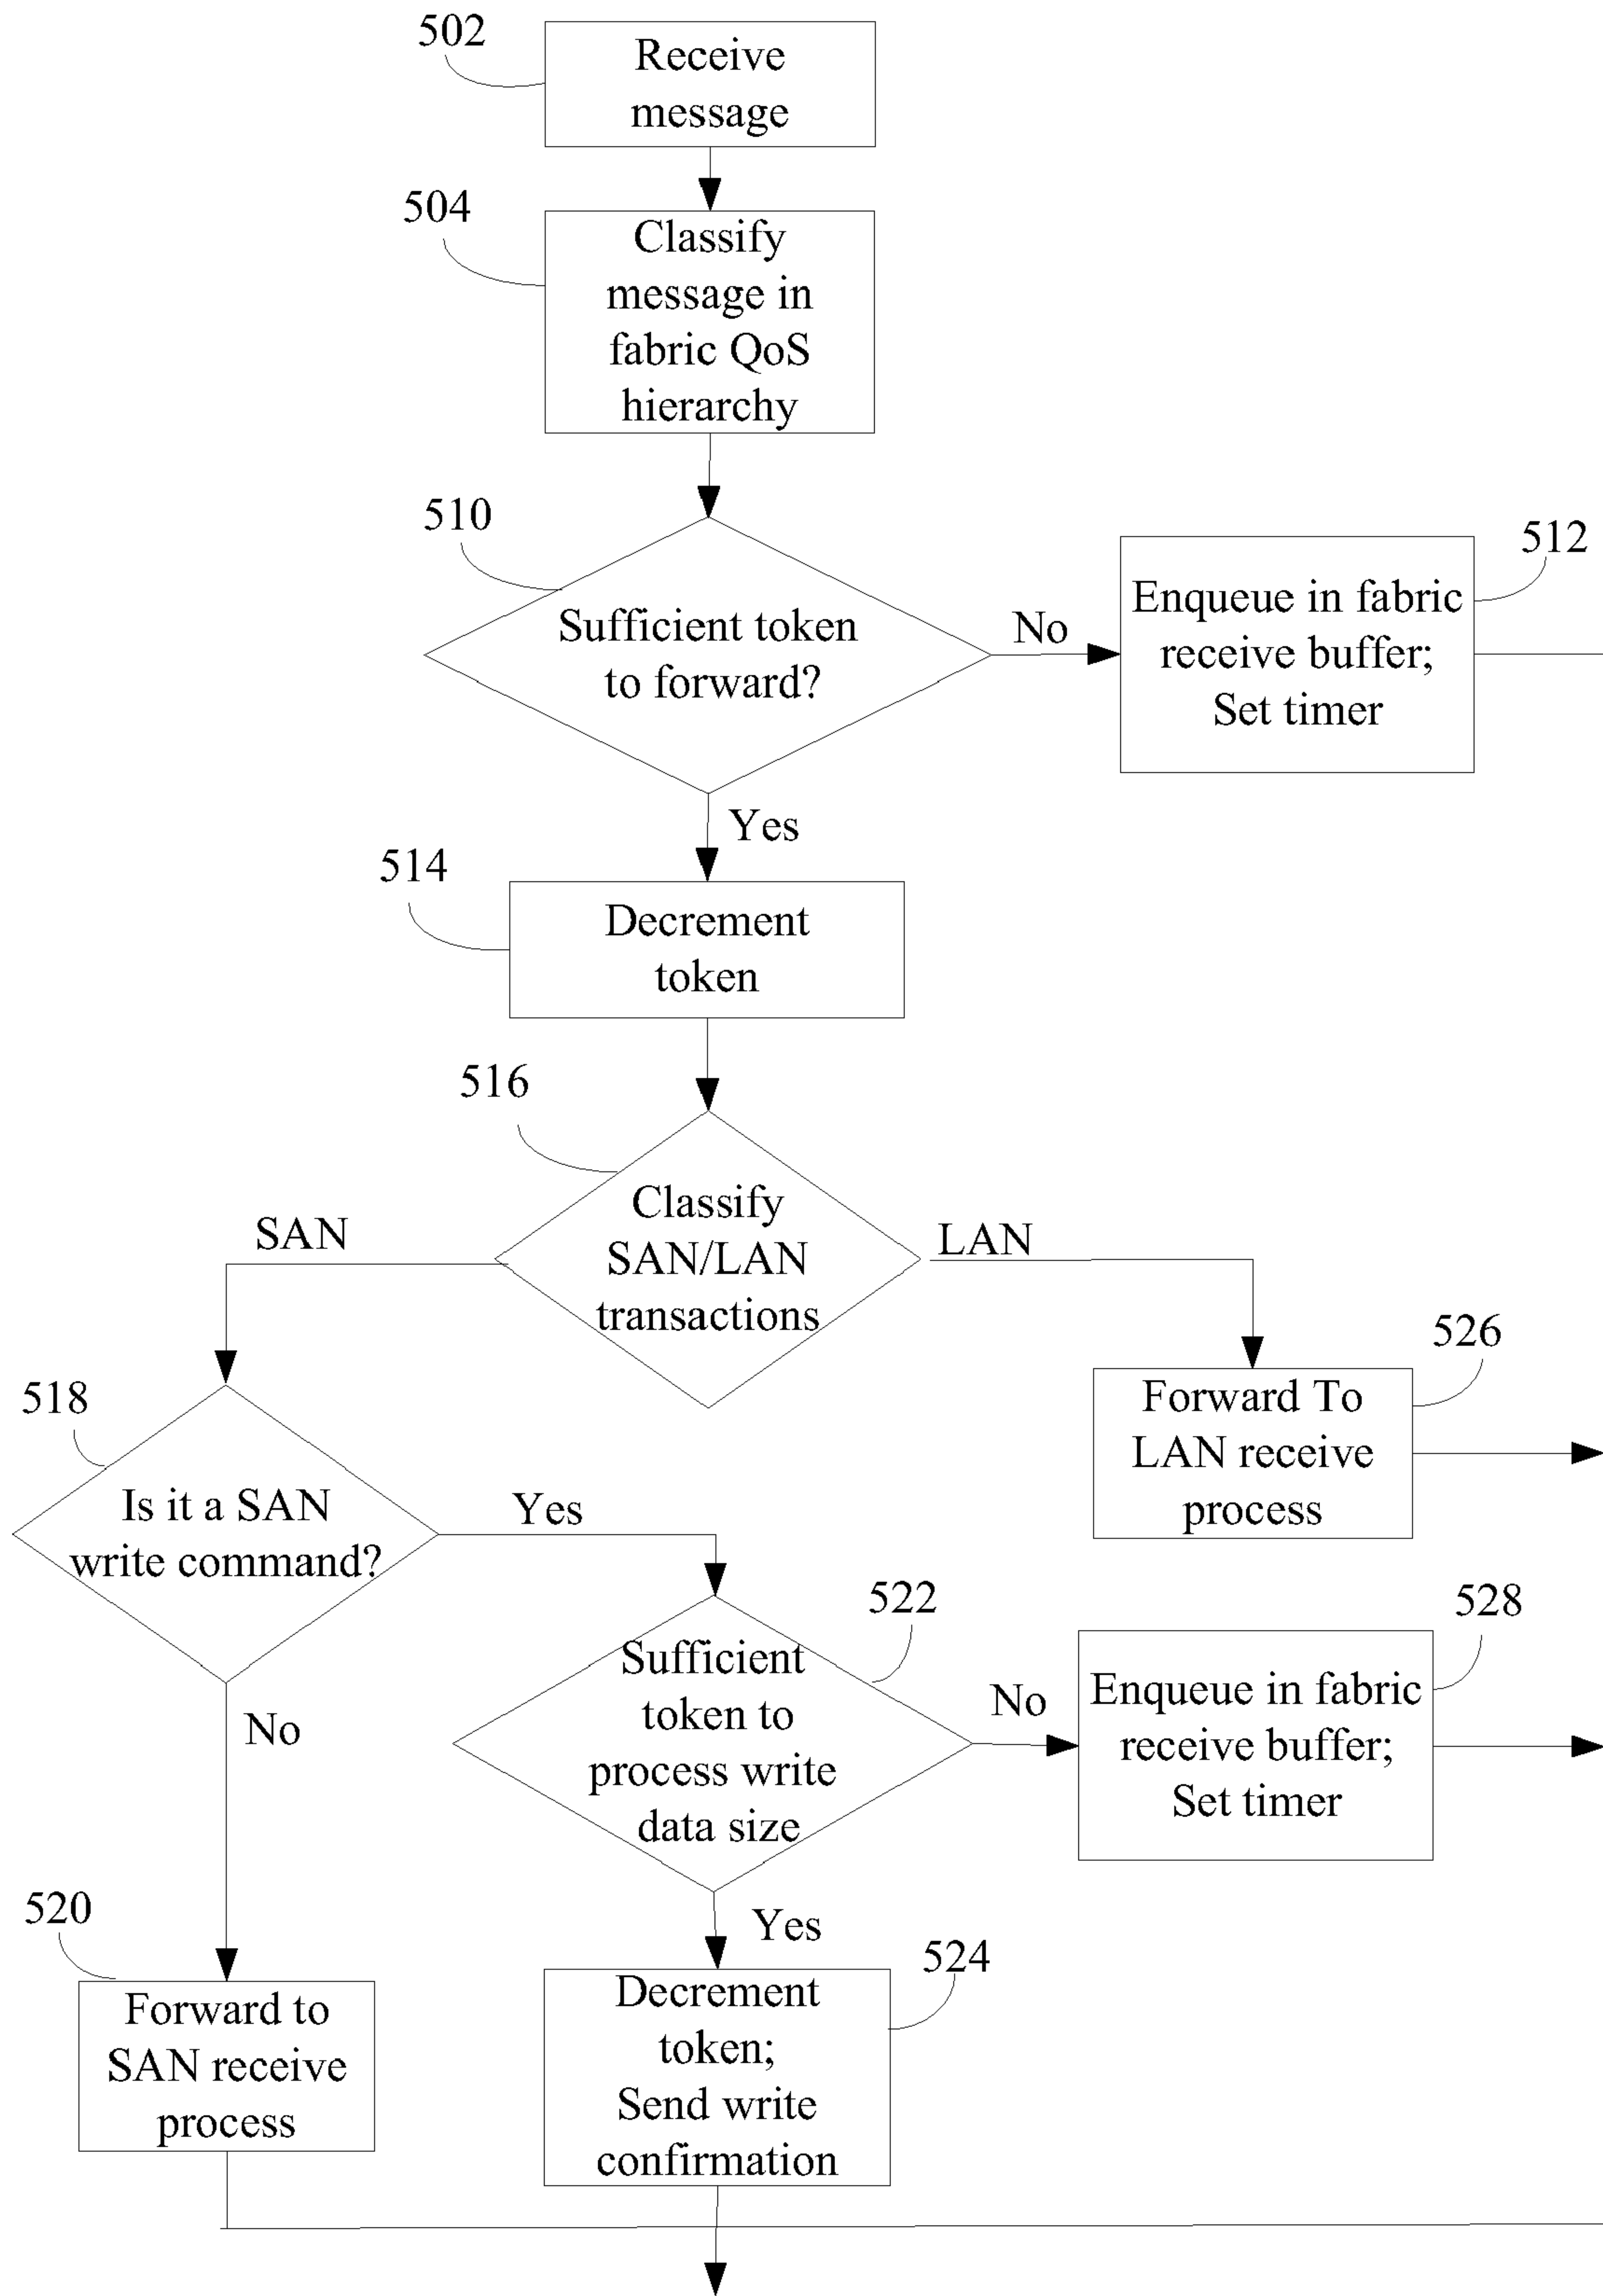 502
Receive
message
504
Classify
message in
fabric QoS
hierarchy
510
Sufficient token
to forward?
No
512
Enqueue in fabric
receive buffer;
Set timer
Yes
514
Decrement
token
516
Classify
SAN/LAN
transactions
SAN
LAN
526
Forward To
LAN receive
process
518
Is it a SAN
write command?
Yes
522
Sufficient
token to
process write
data size
No
528
Enqueue in fabric
receive buffer;
Set timer
No
520
Forward to
SAN receive
process
Yes
524
Decrement
token;
Send write
confirmation